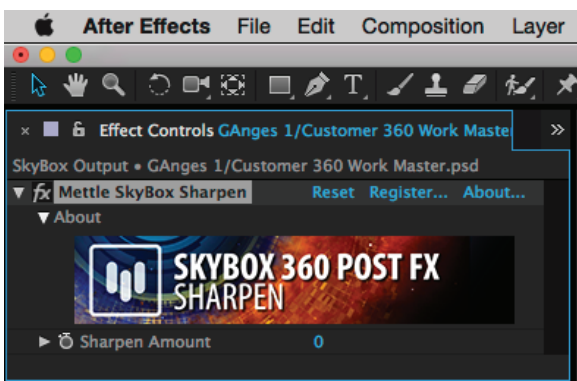 After Effects File Edit Composition Layer
Effect Controls GAnges 1/Customer 360 Work Master
SkyBox Output • GAnges 1/Customer 360 Work Master.psd
fx Mettle SkyBox Sharpen Reset Register... About...
About
SKYBOX 360 POST FX
SHARPEN
Sharpen Amount 0